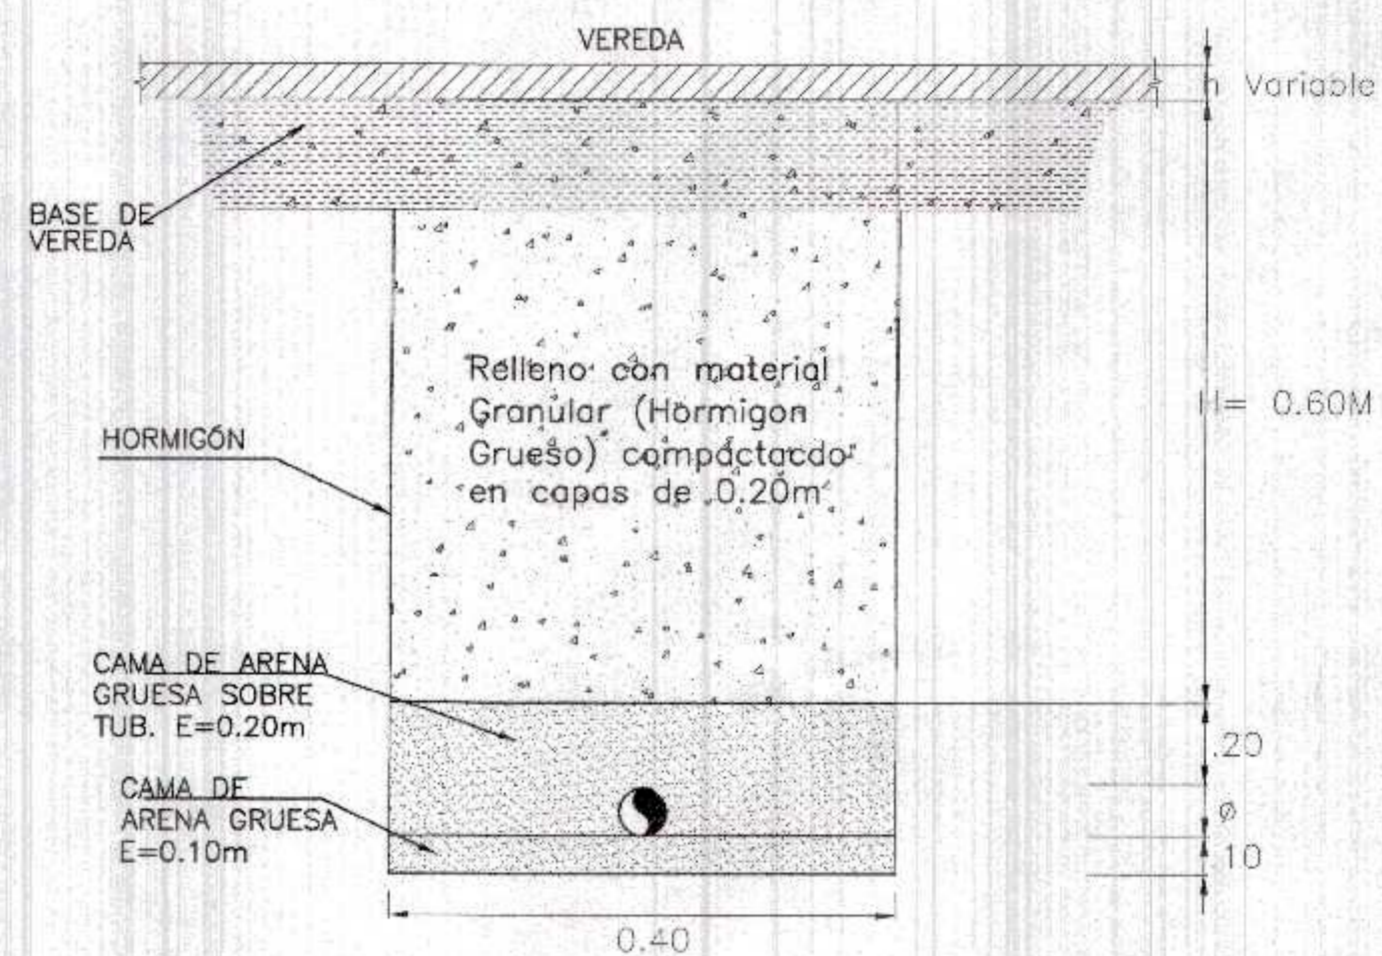 VEREDA
h Variable
BASE DE
VEREDA
Relleno con material
Granular (Hormigon
Grueso) compactacdo
en capas de 0.20m
HORMIGÓN
H= 0.60M
CAMA DE ARENA
GRUESA SOBRE
TUB. E=0.20m
.20
CAMA DE
ARENA GRUESA
E=0.10m
Ø
.10
0.40